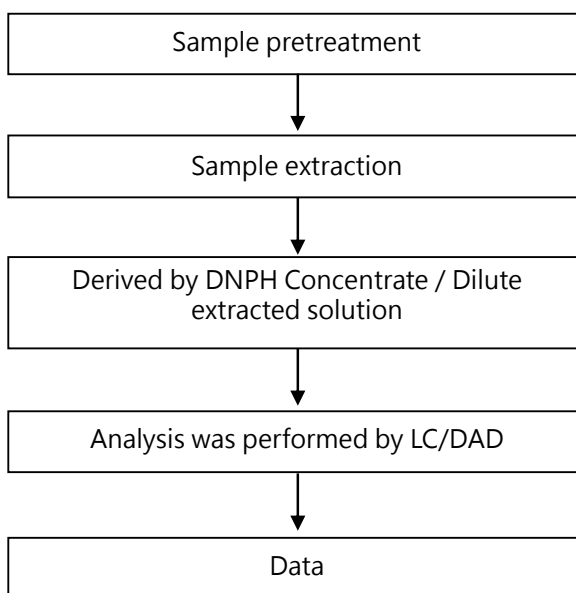 Sample pretreatment
Sample extraction
Derived by DNPH Concentrate / Dilute
extracted solution
Analysis was performed by LC/DAD
Data